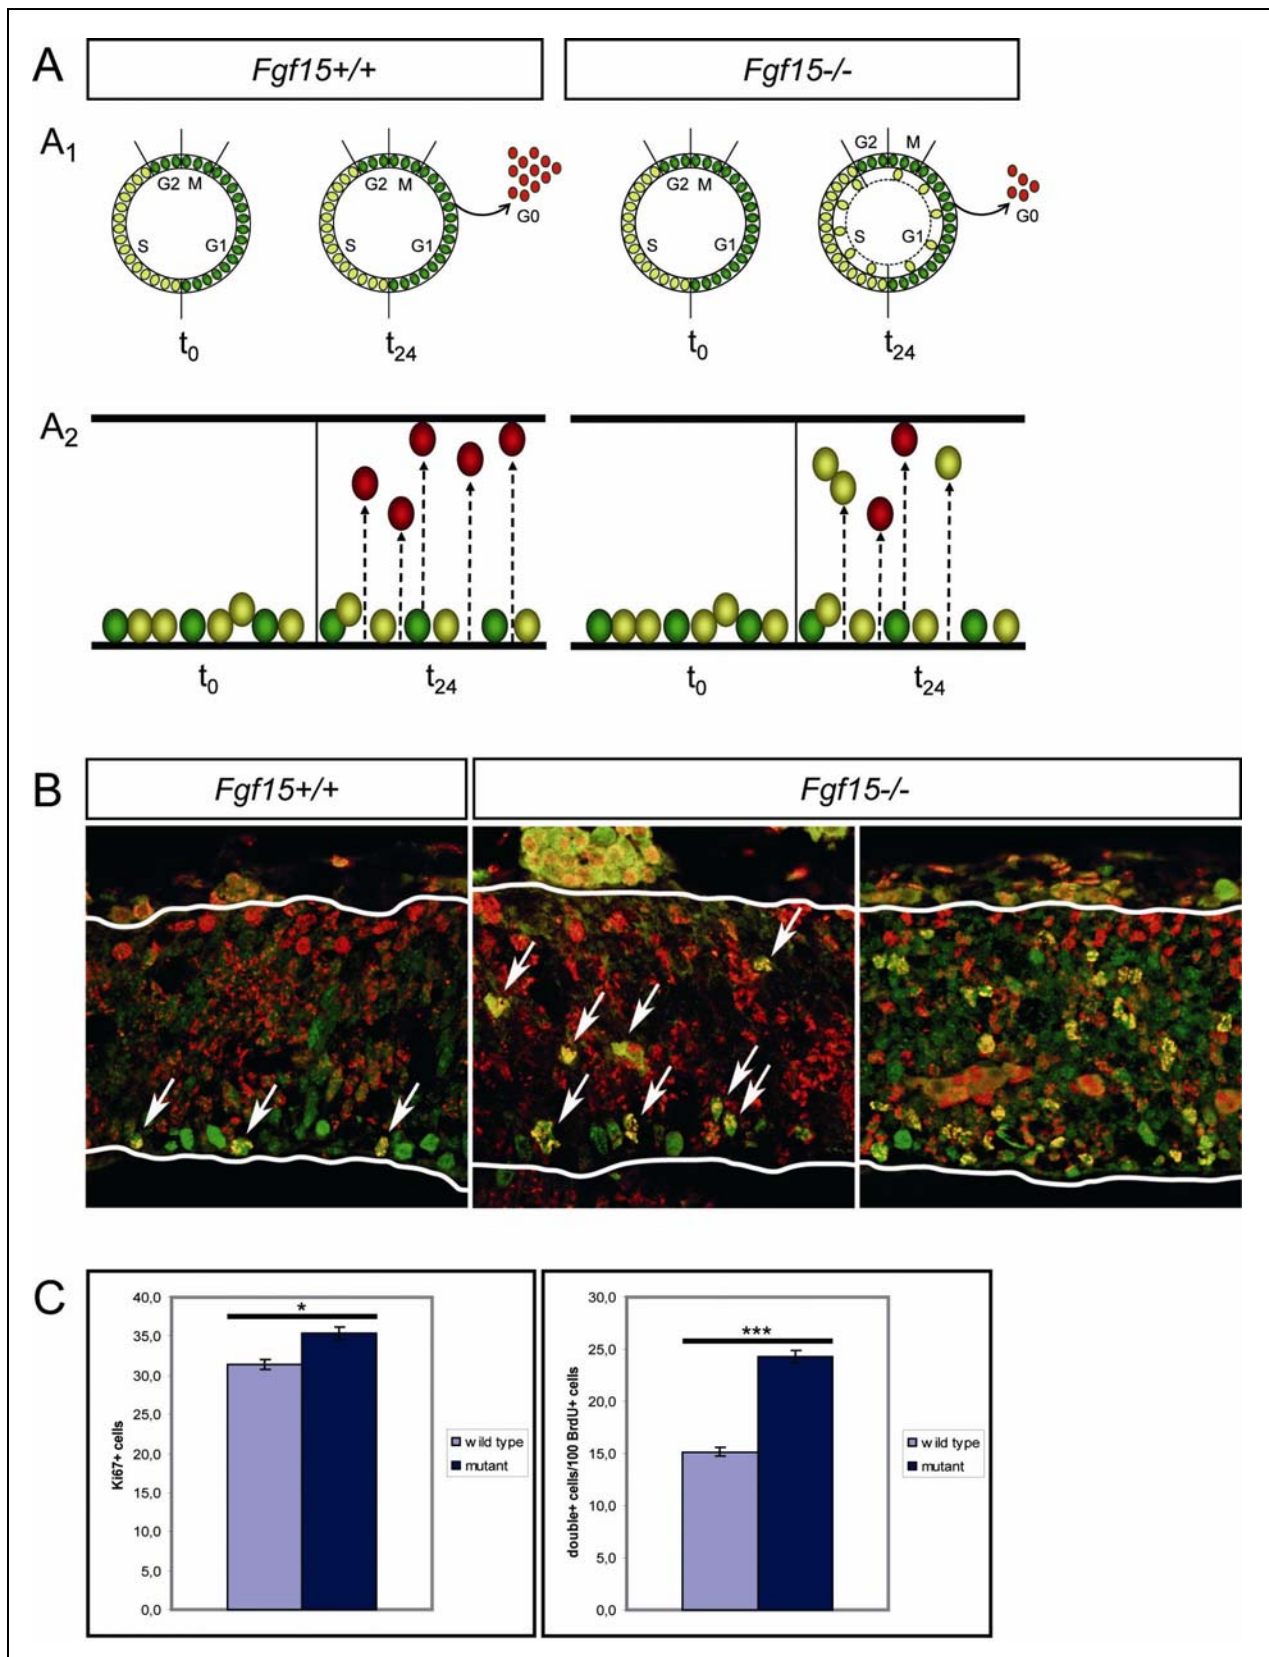 A
Fgf15+/+
Fgf15-/-
A1
G2 M
S
G1
G2 M
S
G1
G0
G2 M
S
G1
G2
M
S
G1
G0
t0
t24
t0
t24
A2
t0
t24
t0
t24
B
Fgf15+/+
Fgf15-/-
C
40,0
35,0
30,0
25,0
20,0
15,0
10,0
5,0
0,0
Ki67+ cells
*
wild type
mutant
30,0
25,0
20,0
15,0
10,0
5,0
0,0
double+ cells/100 BrdU+ cells
***
wild type
mutant